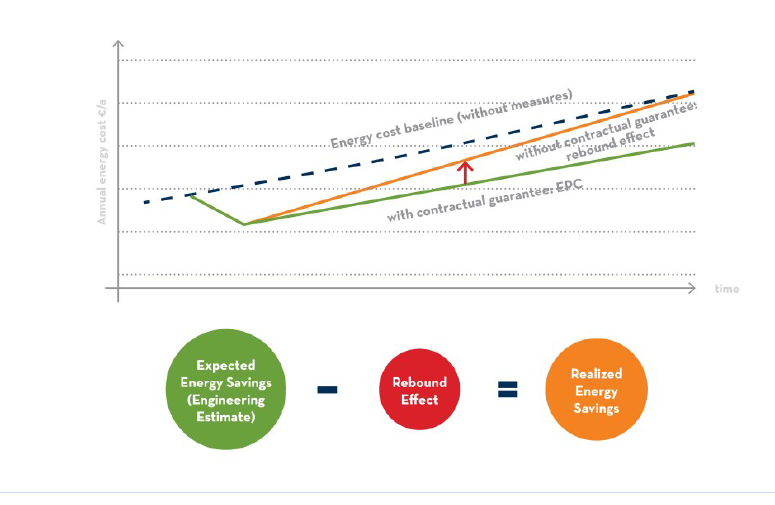 Annual energy cost €/a
Energy cost baseline (without measures)
without contractual guarantee:
rebound effect
with contractual guarantee: EPC
time
Expected
Energy Savings
(Engineering
Estimate)
-
Rebound
Effect
=
Realized
Energy
Savings